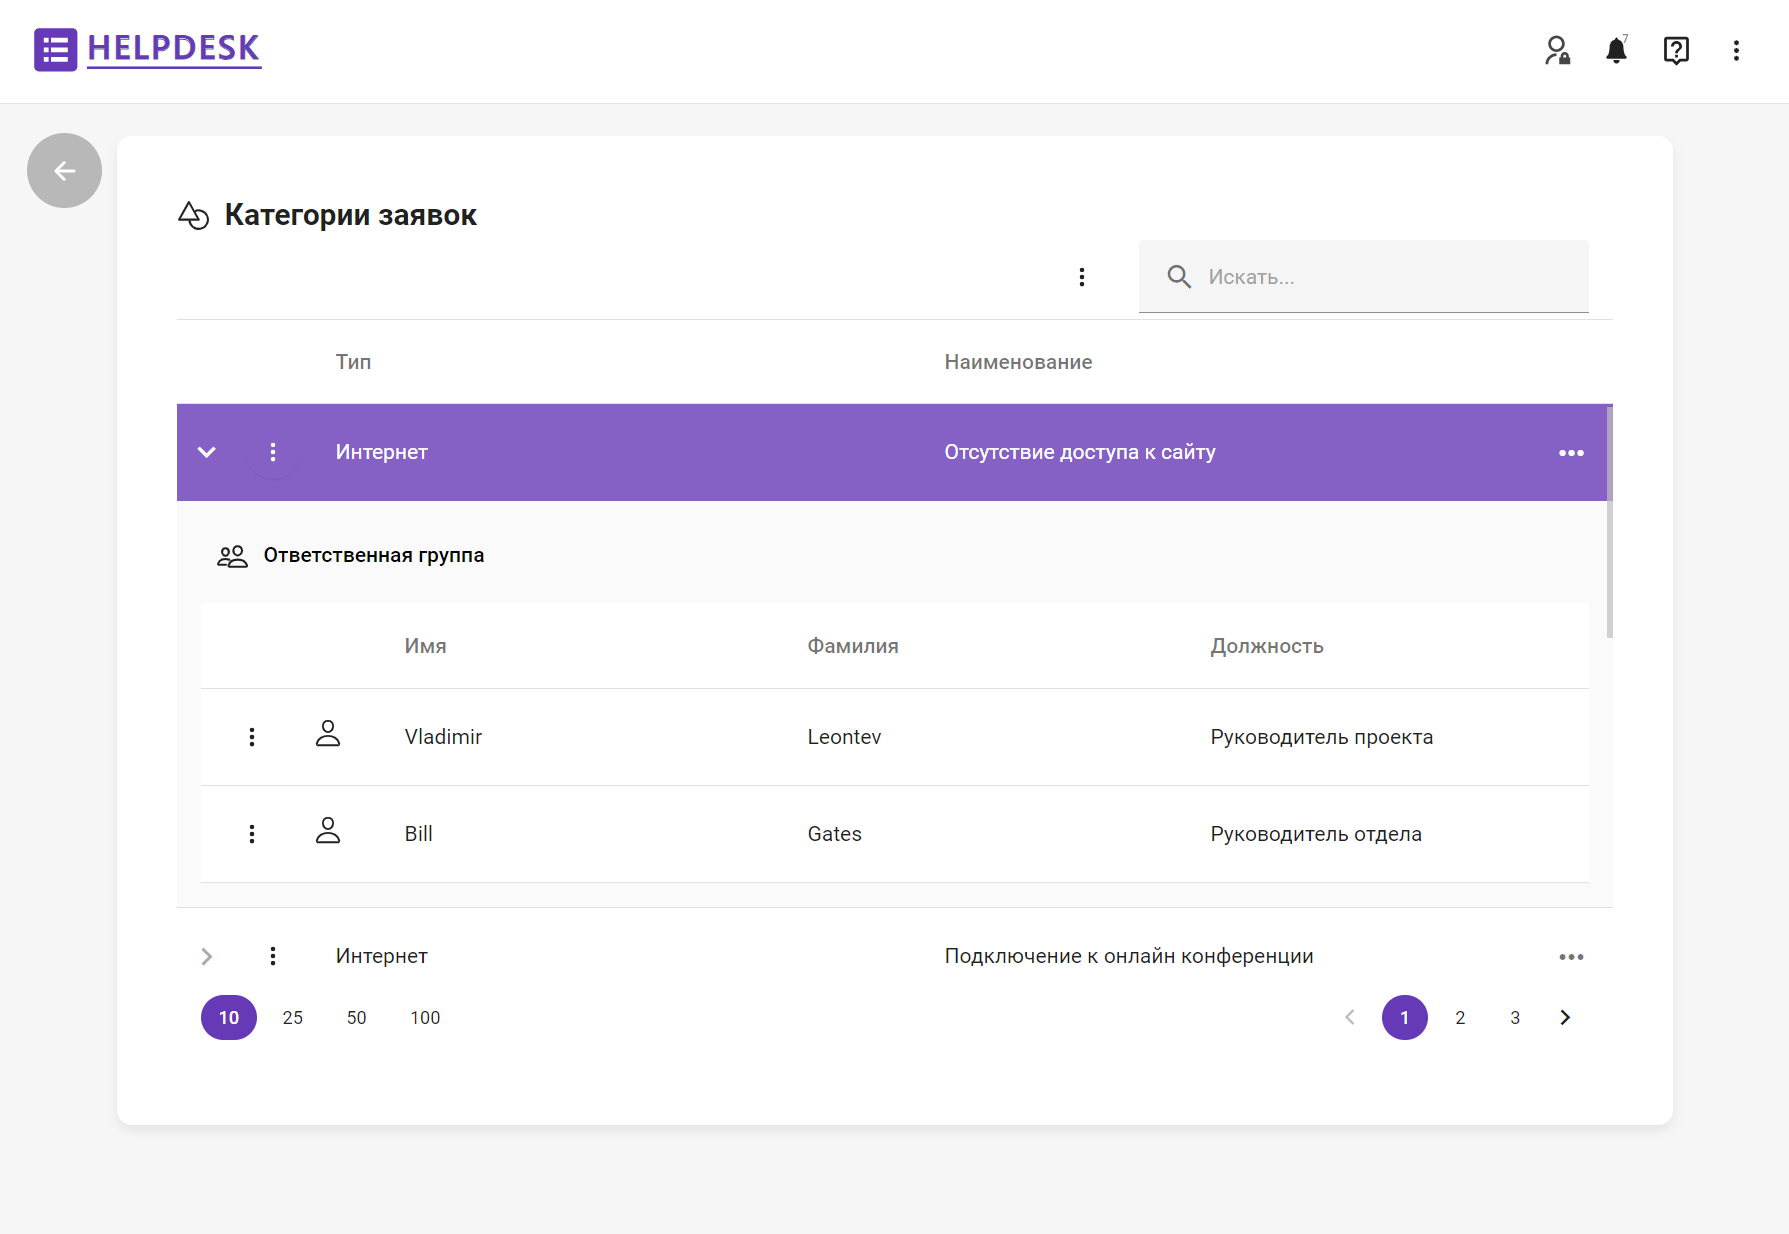 HELPDESK
7
Категории заявок
Искать...
Тип Наименование
Интернет Отсутствие доступа к сайту
Ответственная группа
Имя Фамилия Должность
Vladimir Leontev Руководитель проекта
Bill Gates Руководитель отдела
Интернет Подключение к онлайн конференции
10 25 50 100 1 2 3